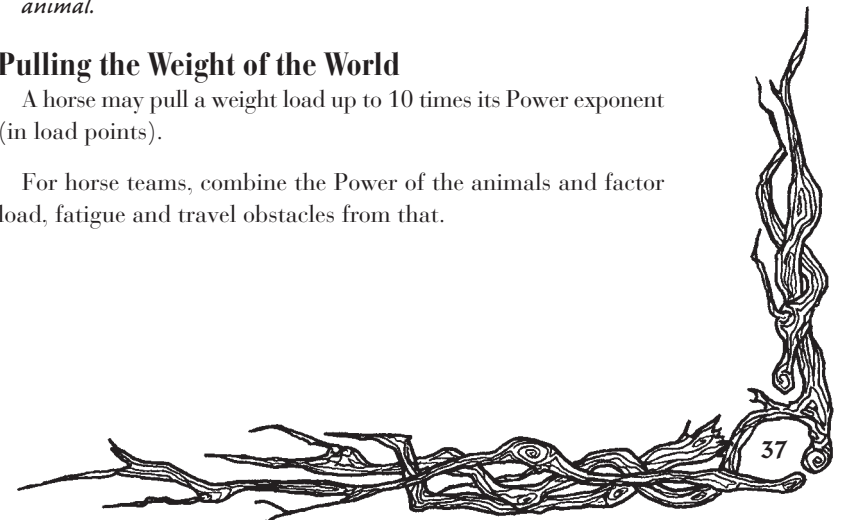 animal.
Pulling the Weight of the World
A horse may pull a weight load up to 10 times its Power exponent
(in load points).
For horse teams, combine the Power of the animals and factor
load, fatigue and travel obstacles from that.
37